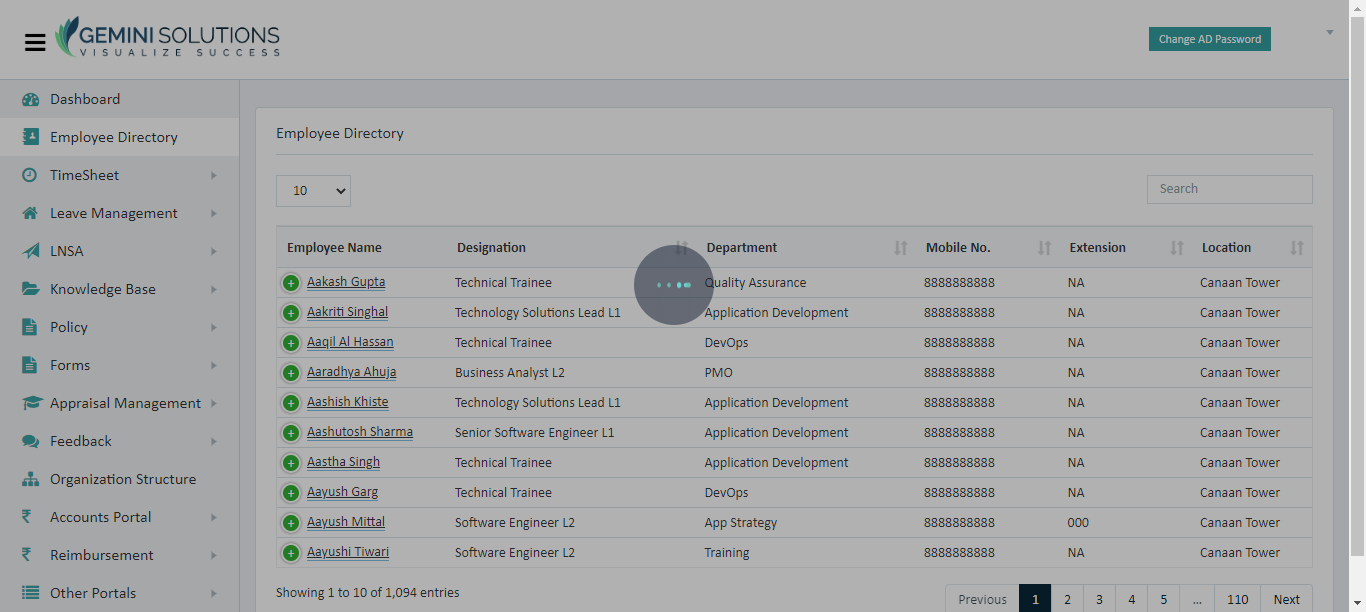 GEMINI SOLUTIONS
VISUALIZE SUCCESS
Change AD Password
Dashboard
Employee Directory
TimeSheet
Leave Management
LNSA
Knowledge Base
Policy
Forms
Appraisal Management
Feedback
Organization Structure
Accounts Portal
Reimbursement
Other Portals
Employee Directory
10
Search
Employee Name Designation Department Mobile No. Extension Location
Aakash Gupta Technical Trainee Quality Assurance 8888888888 NA Canaan Tower
Aakriti Singhal Technology Solutions Lead L1 Application Development 8888888888 NA Canaan Tower
Aaqil Al Hassan Technical Trainee DevOps 8888888888 NA Canaan Tower
Aaradhya Ahuja Business Analyst L2 PMO 8888888888 NA Canaan Tower
Aashish Khiste Technology Solutions Lead L1 Application Development 8888888888 NA Canaan Tower
Aashutosh Sharma Senior Software Engineer L1 Application Development 8888888888 NA Canaan Tower
Aastha Singh Technical Trainee Application Development 8888888888 NA Canaan Tower
Aayush Garg Technical Trainee DevOps 8888888888 NA Canaan Tower
Aayush Mittal Software Engineer L2 App Strategy 8888888888 000 Canaan Tower
Aayushi Tiwari Software Engineer L2 Training 8888888888 NA Canaan Tower
Showing 1 to 10 of 1,094 entries
Previous 1 2 3 4 5 ... 110 Next